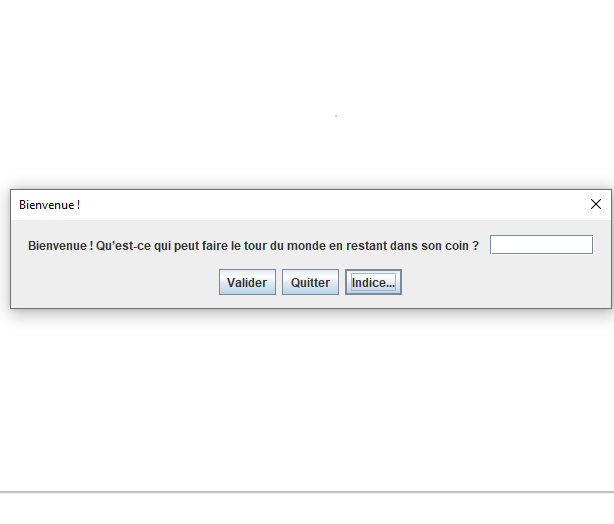 Bienvenue !
Bienvenue ! Qu'est-ce qui peut faire le tour du monde en restant dans son coin ?
Valider Quitter Indice...